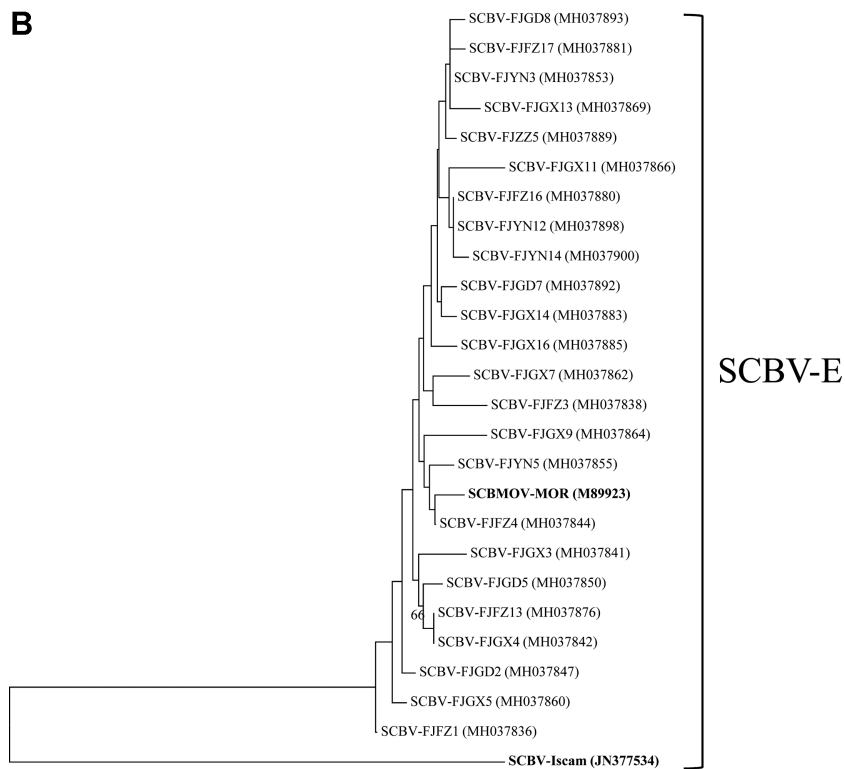 B
SCBV-FJGD8 (MH037893)
SCBV-FJFZ17 (MH037881)
SCBV-FJYN3 (MH037853)
SCBV-FJGX13 (MH037869)
SCBV-FJZZ5 (MH037889)
SCBV-FJGX11 (MH037866)
SCBV-FJFZ16 (MH037880)
SCBV-FJYN12 (MH037898)
SCBV-FJYN14 (MH037900)
SCBV-FJGD7 (MH037892)
SCBV-FJGX14 (MH037883)
SCBV-FJGX16 (MH037885)
SCBV-E
SCBV-FJGX7 (MH037862)
SCBV-FJFZ3 (MH037838)
SCBV-FJGX9 (MH037864)
SCBV-FJYN5 (MH037855)
SCBMOV-MOR (M89923)
SCBV-FJFZ4 (MH037844)
SCBV-FJGX3 (MH037841)
SCBV-FJGD5 (MH037850)
66
SCBV-FJFZ13 (MH037876)
SCBV-FJGX4 (MH037842)
SCBV-FJGD2 (MH037847)
SCBV-FJGX5 (MH037860)
SCBV-FJFZ1 (MH037836)
SCBV-Iscam (JN377534)